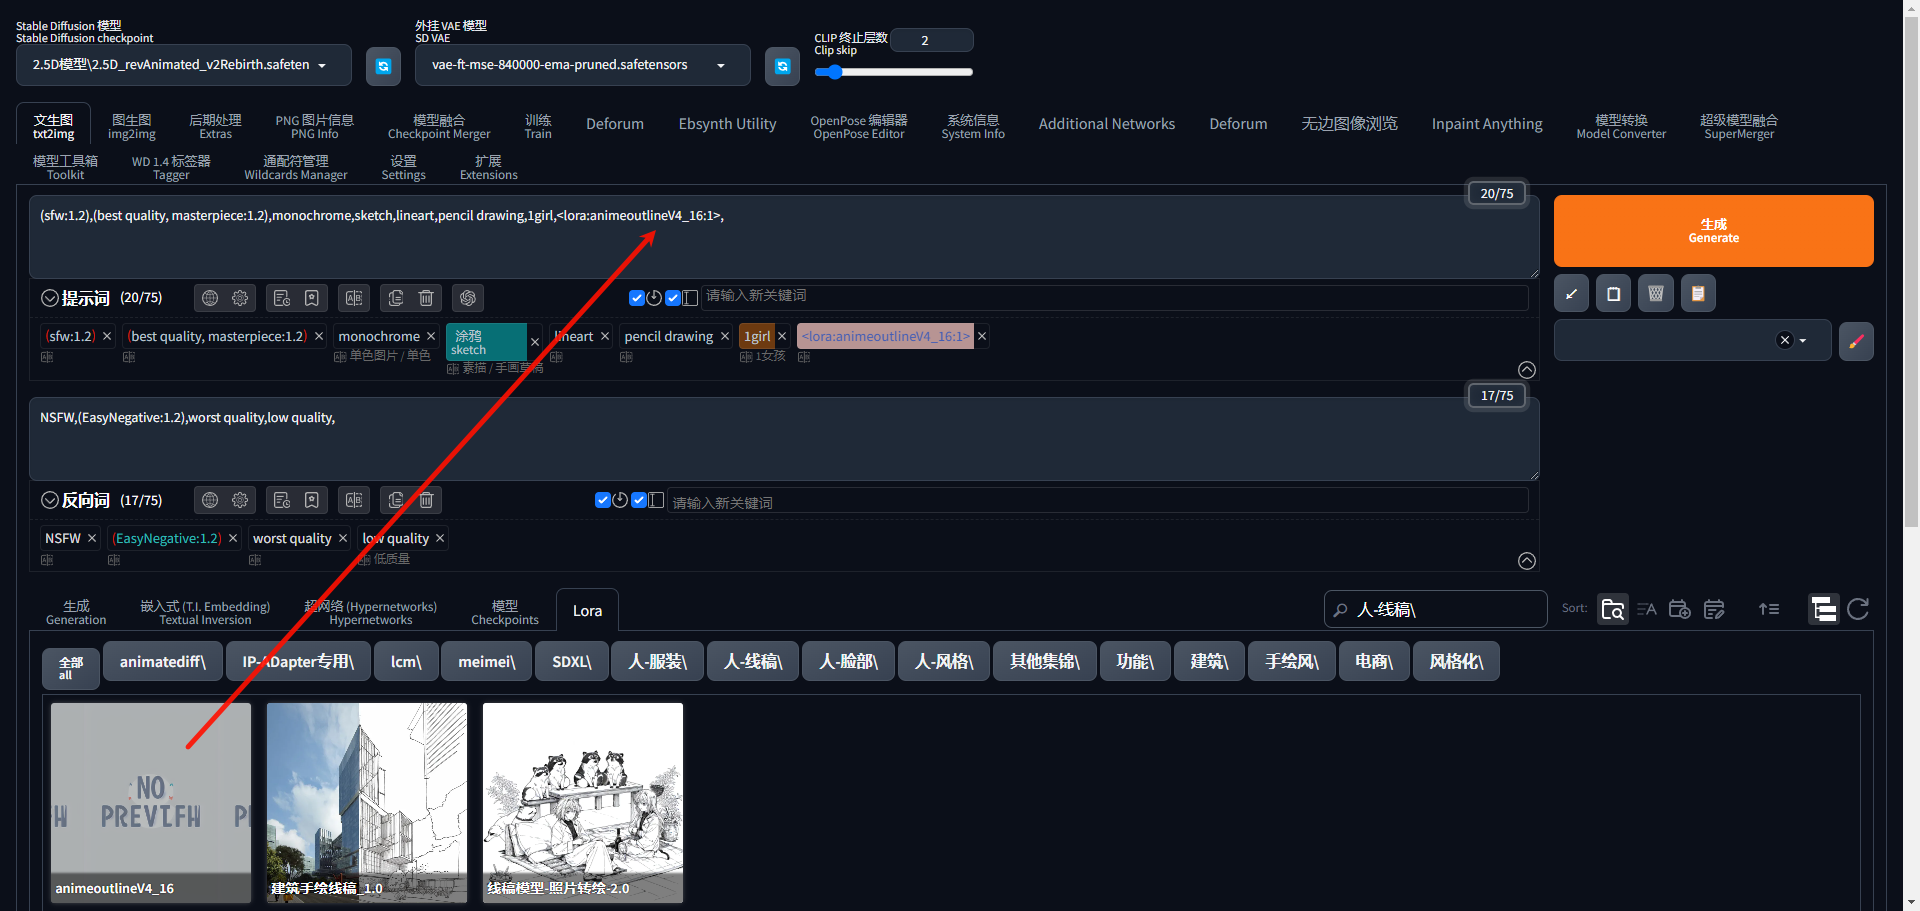 Stable Diffusion 模型
Stable Diffusion checkpoint
2.5D模型\2.5D_revAnimated_v2Rebirth.safeten
外挂 VAE 模型
SD VAE
vae-ft-mse-840000-ema-pruned.safetensors
CLIP 终止层数
Clip skip
2
文生图
txt2img
图生图
img2img
后期处理
Extras
PNG 图片信息
PNG Info
模型融合
Checkpoint Merger
训练
Train
Deforum
Ebsynth Utility
OpenPose 编辑器
OpenPose Editor
系统信息
System Info
Additional Networks
Deforum
无边图像浏览
Inpaint Anything
模型转换
Model Converter
超级模型融合
SuperMerger
模型工具箱
Toolkit
WD 1.4 标签器
Tagger
通配符管理
Wildcards Manager
设置
Settings
扩展
Extensions
20/75
(sfw:1.2),(best quality, masterpiece:1.2),monochrome,sketch,lineart,pencil drawing,1girl,<lora:animeoutlineV4_16:1>,
生成
Generate
提示词 (20/75)
请输入新关键词
(sfw:1.2)
(best quality, masterpiece:1.2)
monochrome
单色图片 / 单色
涂鸦
sketch
素描 / 手画草稿
lineart
pencil drawing
1girl
1女孩
<lora:animeoutlineV4_16:1>
17/75
NSFW,(EasyNegative:1.2),worst quality,low quality,
反向词 (17/75)
请输入新关键词
NSFW
(EasyNegative:1.2)
worst quality
low quality
低质量
生成
Generation
嵌入式 (T.I. Embedding)
Textual Inversion
超网络 (Hypernetworks)
Hypernetworks
模型
Checkpoints
Lora
人-线稿\
Sort:
全部
all
animatediff\
IP-ADapter专用\
lcm\
meimei\
SDXL\
人-服装\
人-线稿\
人-脸部\
人-风格\
其他集锦\
功能\
建筑\
手绘风\
电商\
风格化\
NO
animeoutlineV4_16
建筑手绘线稿_1.0
线稿模型-照片转绘-2.0